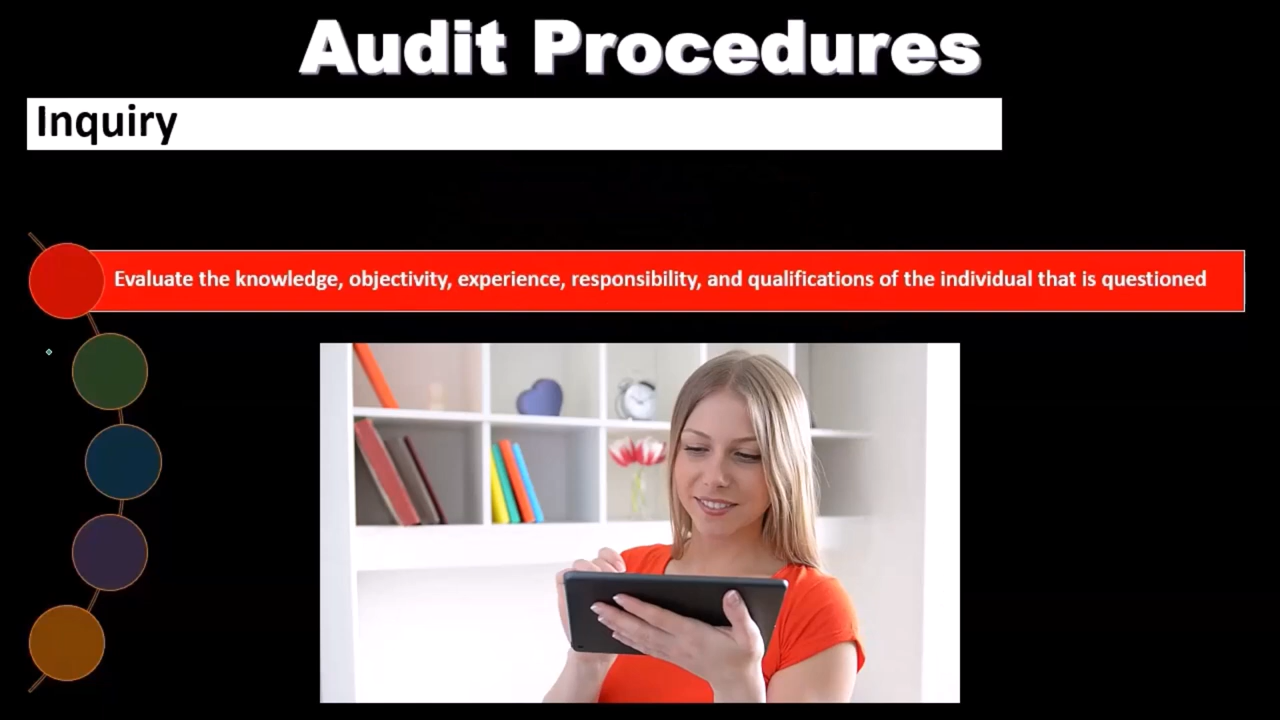 Audit Procedures
Inquiry
Evaluate the knowledge, objectivity, experience, responsibility, and qualifications of the individual that is questioned